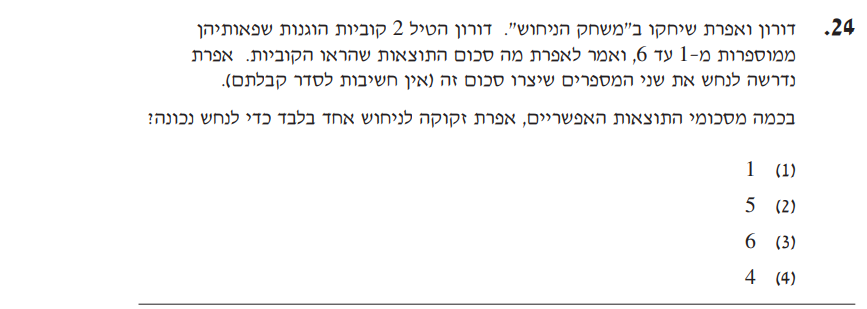 24. דורון ואפרת שיחקו ב"משחק הניחוש". דורון הטיל 2 קוביות הוגנות שפאותיהן
ממוספרות מ-1 עד 6, ואמר לאפרת מה סכום התוצאות שהראו הקוביות. אפרת
נדרשה לנחש את שני המספרים שיצרו סכום זה (אין חשיבות לסדר קבלתם).
בכמה מסכומי התוצאות האפשריים, אפרת זקוקה לניחוש אחד בלבד כדי לנחש נכונה?
(1) 1
(2) 5
(3) 6
(4) 4